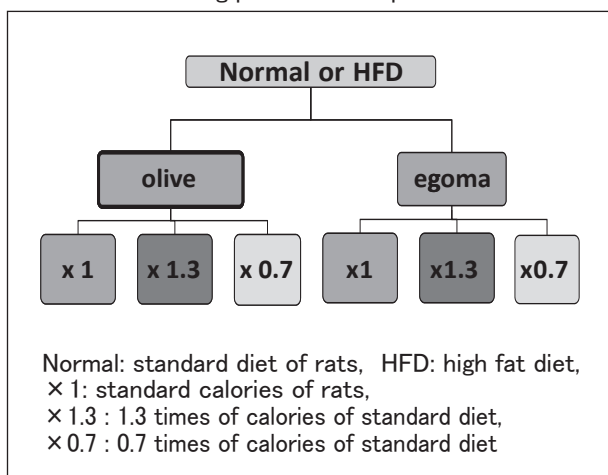 Normal or HFD
olive egoma
x 1 x 1.3 x 0.7 x1 x1.3 x0.7
Normal: standard diet of rats, HFD: high fat diet,
×1: standard calories of rats,
×1.3 : 1.3 times of calories of standard diet,
×0.7 : 0.7 times of calories of standard diet